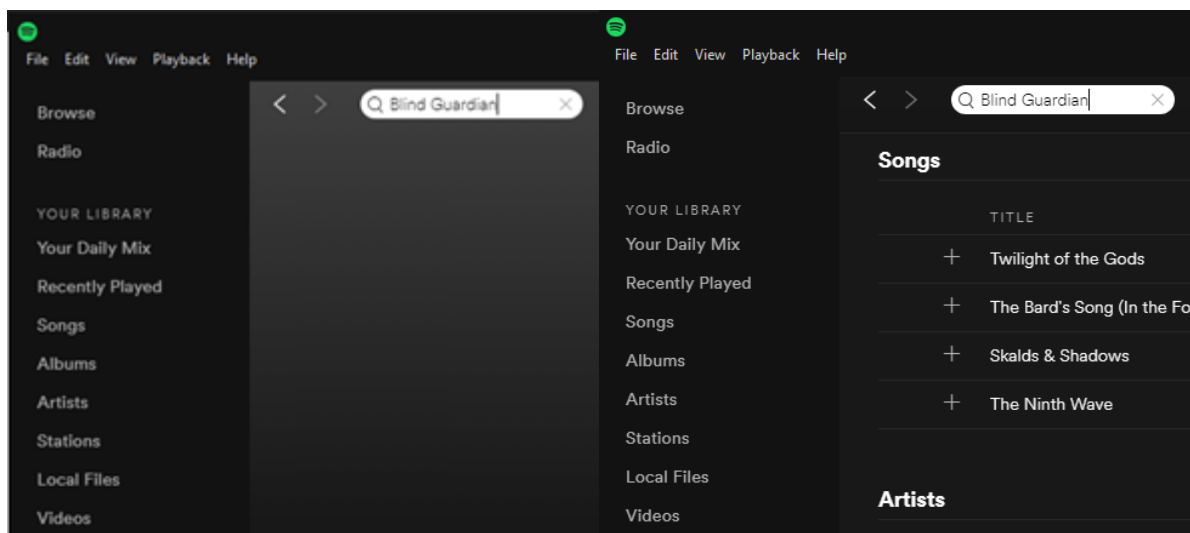 File Edit View Playback Help
Blind Guardian
Browse
Radio
YOUR LIBRARY
Your Daily Mix
Recently Played
Songs
Albums
Artists
Stations
Local Files
Videos
File Edit View Playback Help
Blind Guardian
Browse
Radio
YOUR LIBRARY
Your Daily Mix
Recently Played
Songs
Albums
Artists
Stations
Local Files
Videos
Songs
TITLE
Twilight of the Gods
The Bard's Song (In the Fo
Skalds & Shadows
The Ninth Wave
Artists